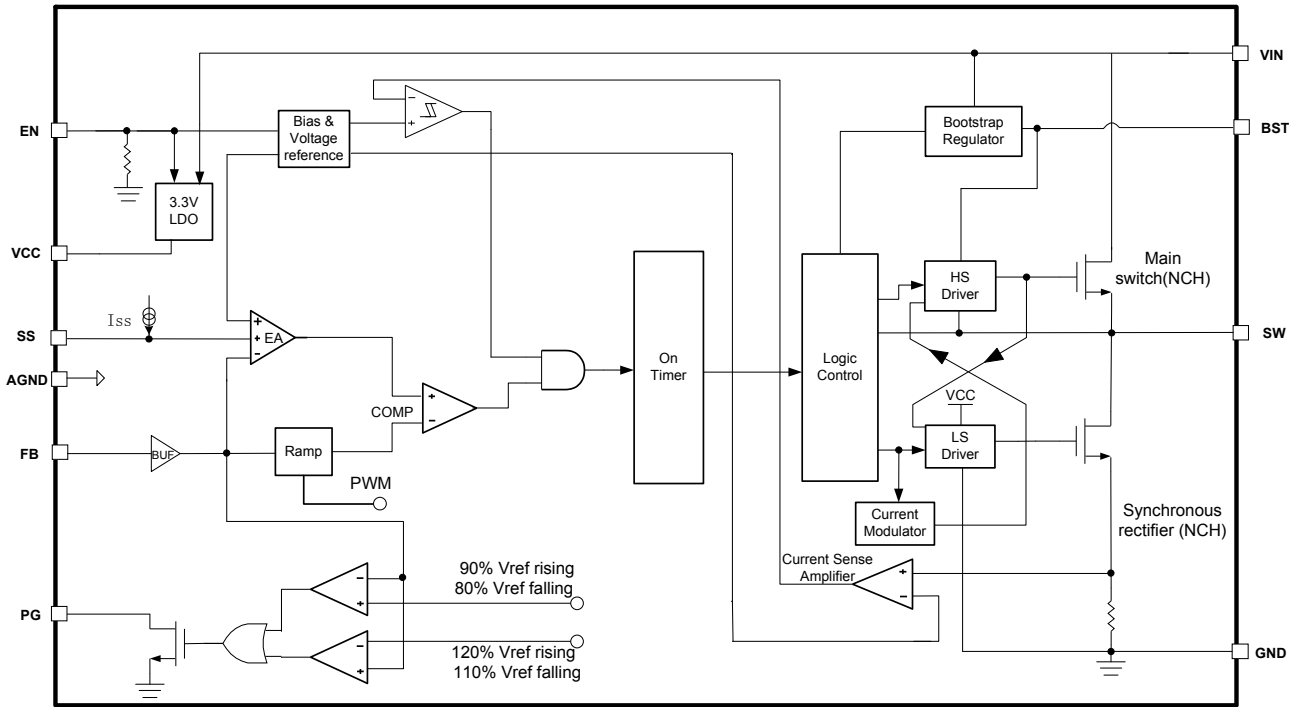 VIN
EN
Bias &
Voltage
reference
−
+
Bootstrap
Regulator
BST
3.3V
LDO
VCC
HS
Driver
Main
switch(NCH)
SS
Iss
+
+
−
EA
On
Timer
Logic
Control
SW
AGND
COMP
+
−
VCC
FB
BUF
Ramp
LS
Driver
PWM
Current
Modulator
Synchronous
rectifier (NCH)
Current Sense
Amplifier
+
−
90% Vref rising
80% Vref falling
−
+
PG
−
+
120% Vref rising
110% Vref falling
GND